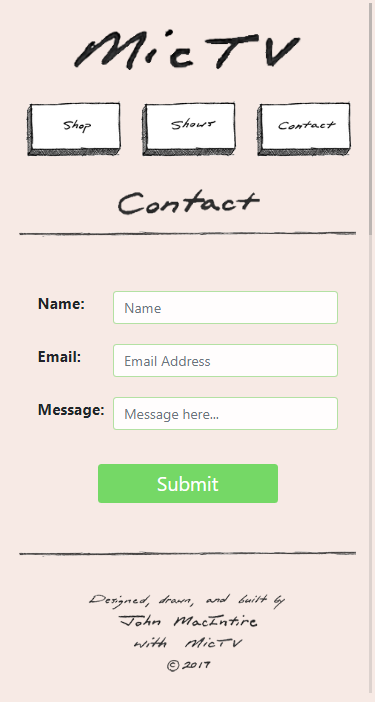 MicTV
Shop Shows Contact
Contact
Name: Name
Email: Email Address
Message: Message here...
Submit
Designed, drawn, and built by
John MacIntire
with MicTV
© 2017